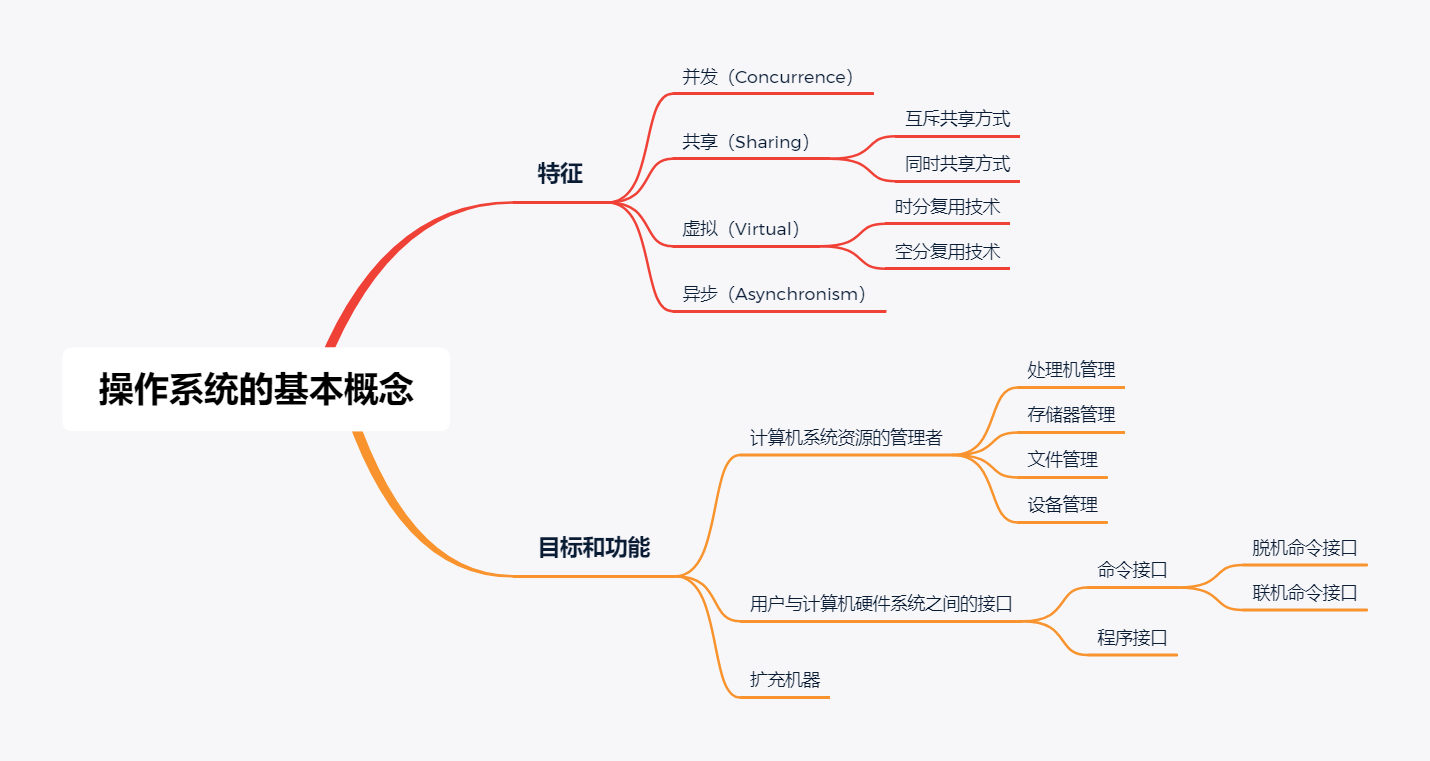 操作系统的基本概念
特征
并发（Concurrence）
共享（Sharing）
互斥共享方式
同时共享方式
虚拟（Virtual）
时分复用技术
空分复用技术
异步（Asynchronism）
目标和功能
计算机系统资源的管理者
处理机管理
存储器管理
文件管理
设备管理
用户与计算机硬件系统之间的接口
命令接口
脱机命令接口
联机命令接口
程序接口
扩充机器